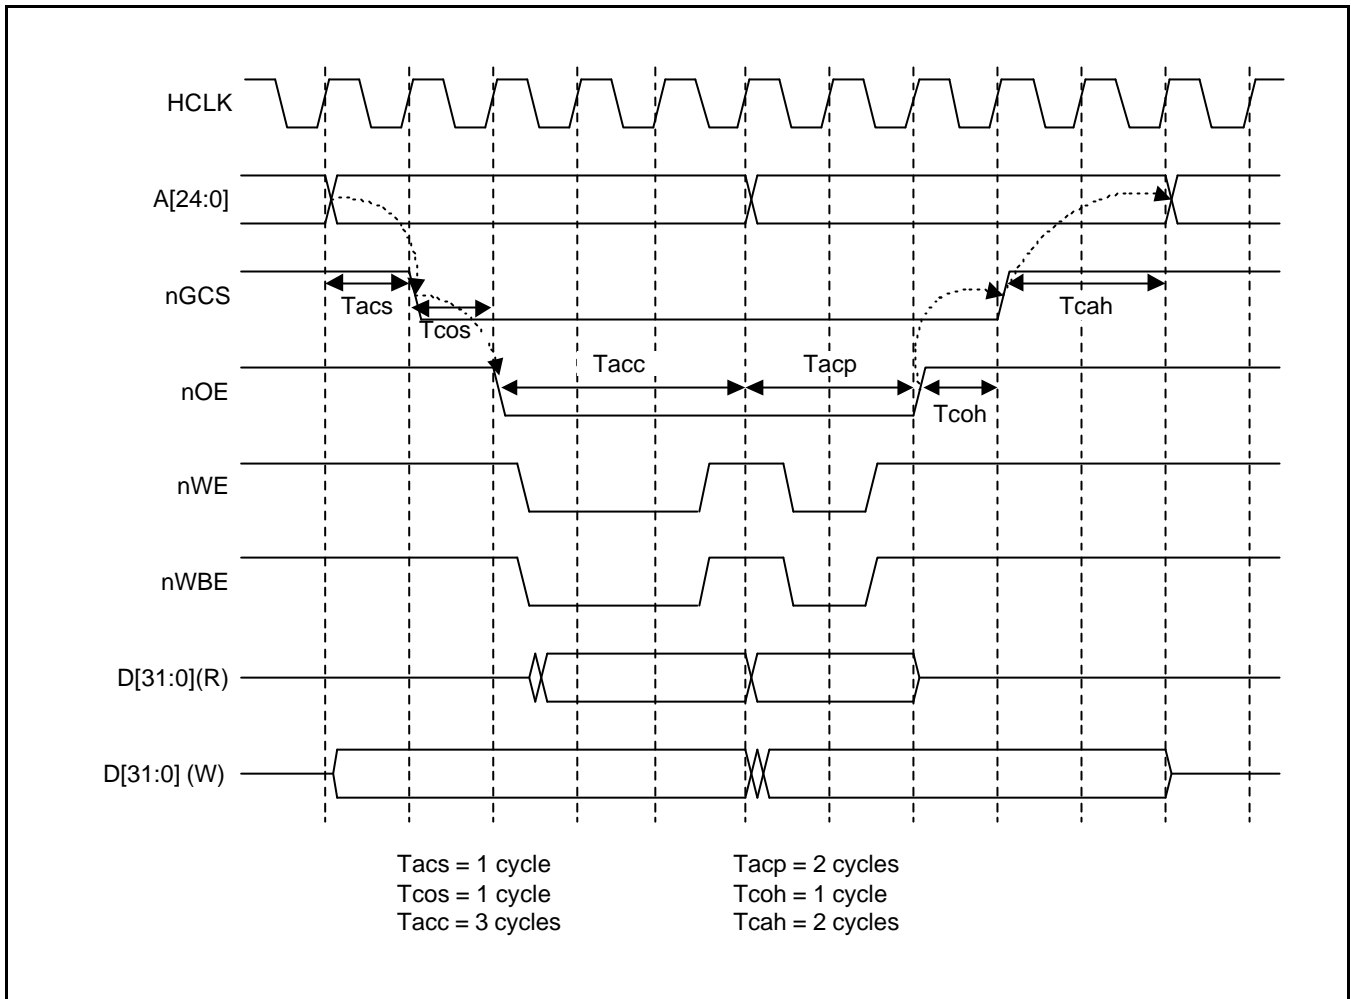 HCLK
A[24:0]
nGCS
Tacs
Tcos
Tcah
nOE
Tacc
Tacp
Tcoh
nWE
nWBE
D[31:0](R)
D[31:0] (W)
Tacs = 1 cycle
Tcos = 1 cycle
Tacc = 3 cycles
Tacp = 2 cycles
Tcoh = 1 cycle
Tcah = 2 cycles